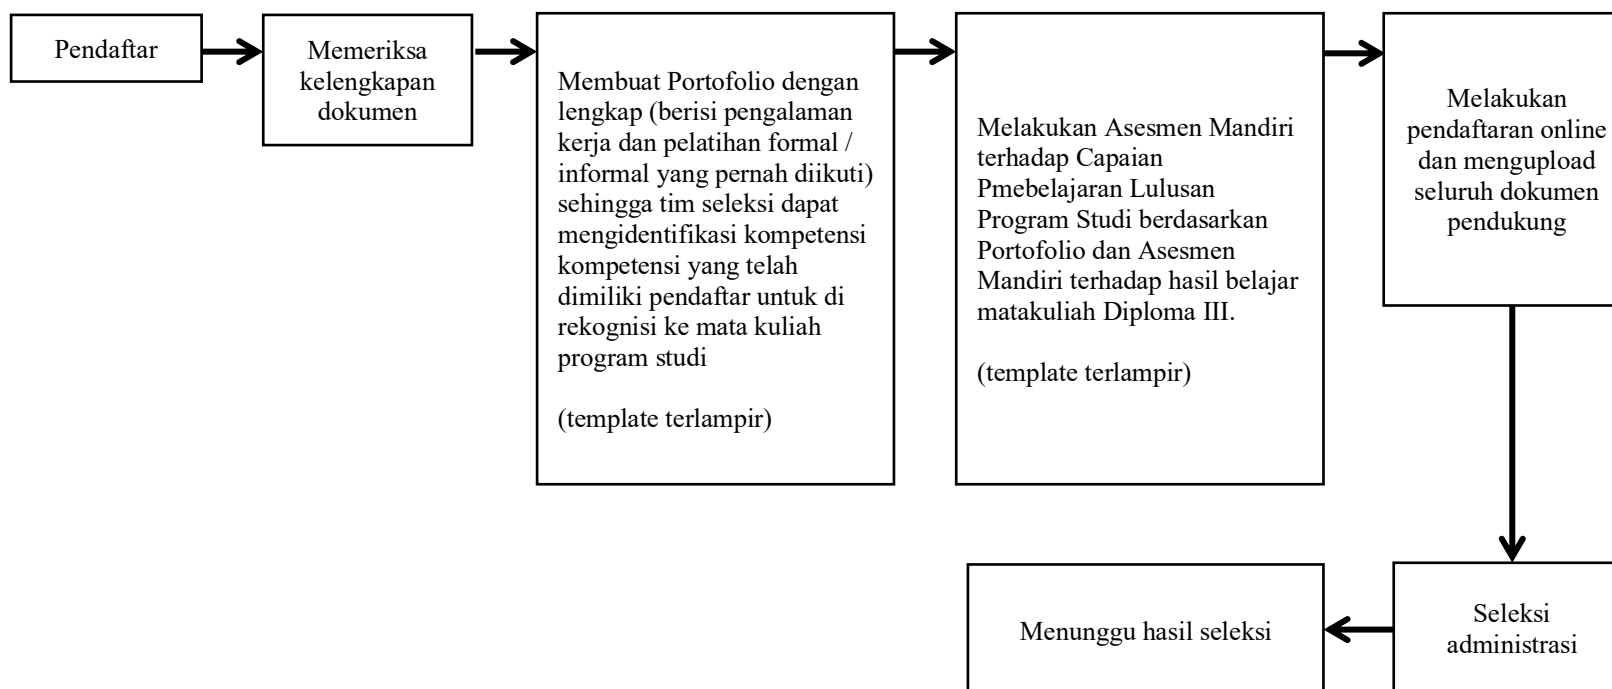 Pendaftar
Memeriksa
kelengkapan
dokumen
Membuat Portofolio dengan
lengkap (berisi pengalaman
kerja dan pelatihan formal /
informal yang pernah diikuti)
sehingga tim seleksi dapat
mengidentifikasi kompetensi
kompetensi yang telah
dimiliki pendaftar untuk di
rekognisi ke mata kuliah
program studi
(template terlampir)
Melakukan Asesmen Mandiri
terhadap Capaian
Pmebelajaran Lulusan
Program Studi berdasarkan
Portofolio dan Asesmen
Mandiri terhadap hasil belajar
matakuliah Diploma III.
(template terlampir)
Melakukan
pendaftaran online
dan mengupload
seluruh dokumen
pendukung
Seleksi
administrasi
Menunggu hasil seleksi